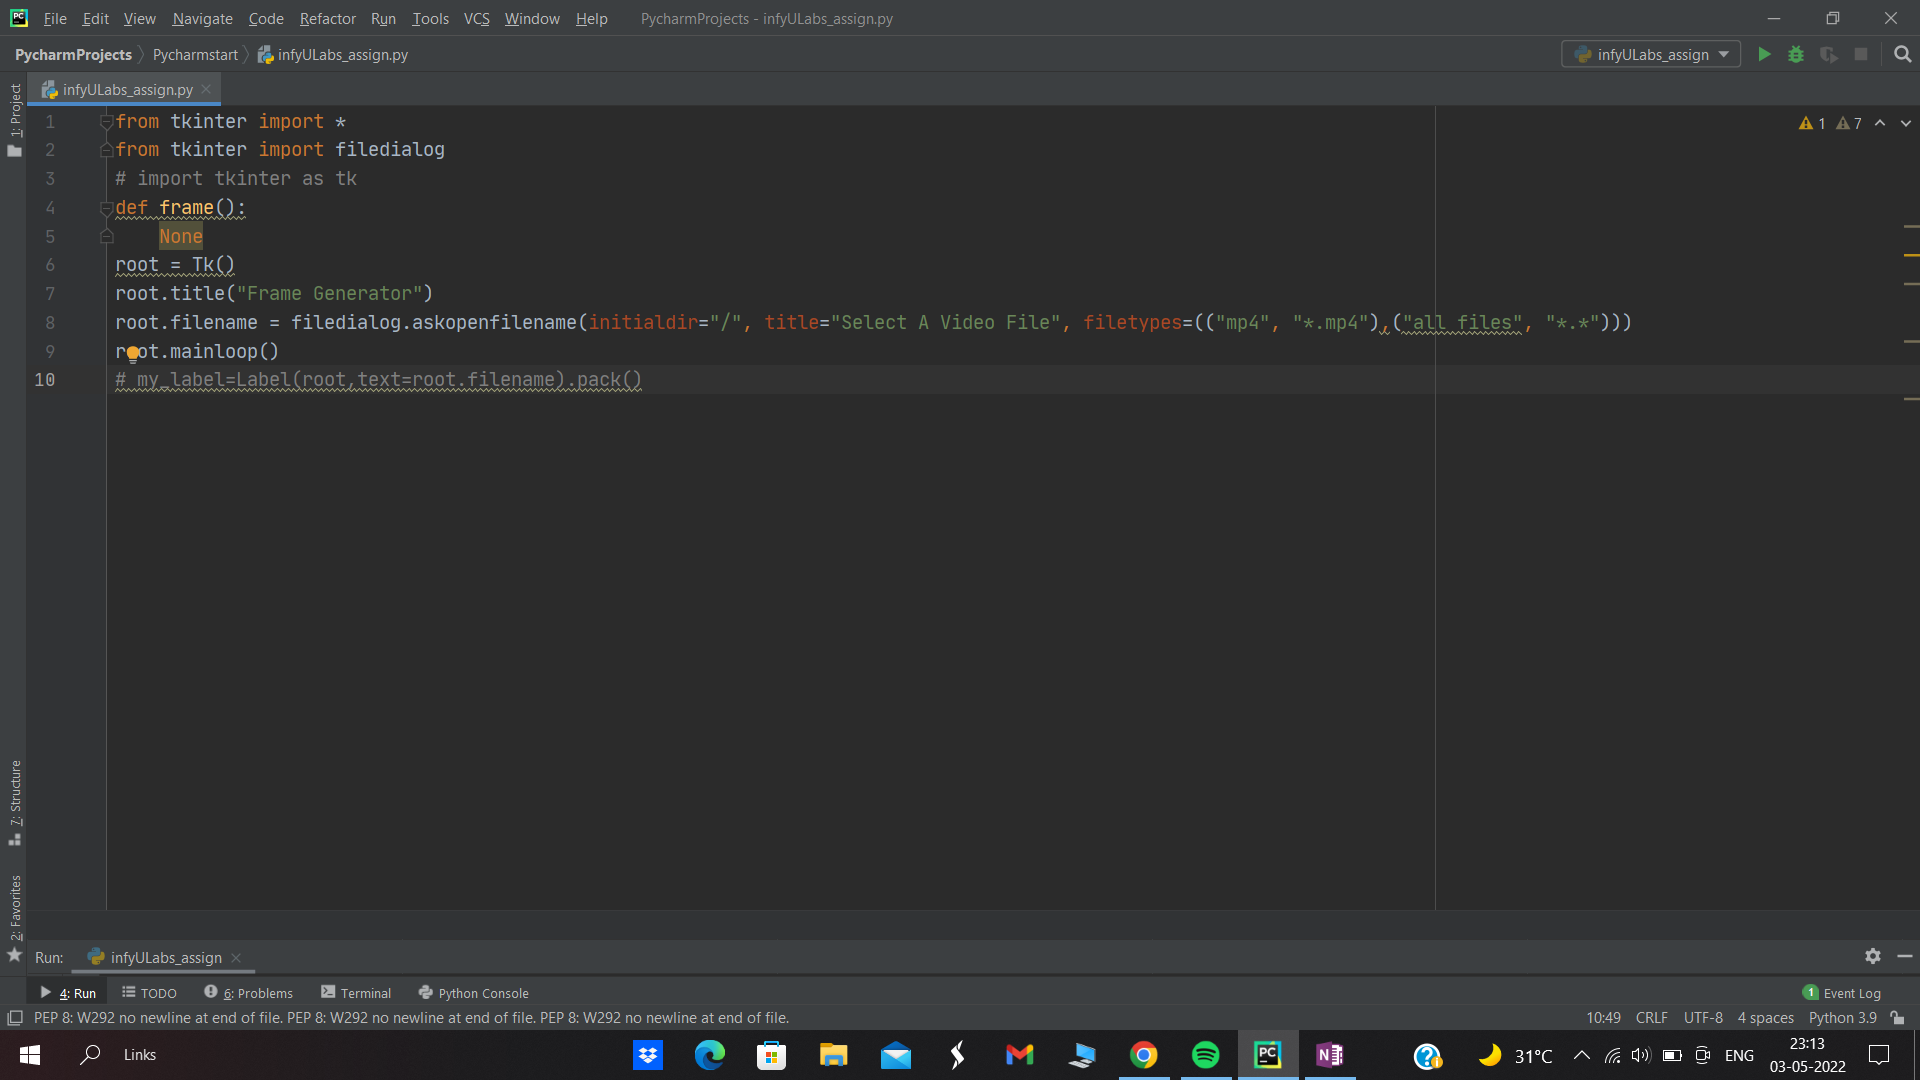 PC File Edit View Navigate Code Refactor Run Tools VCS Window Help PycharmProjects - infyULabs_assign.py
PycharmProjects Pycharmstart infyULabs_assign.py infyULabs_assign
1: Project
infyULabs_assign.py
1 from tkinter import *
1 7
2 from tkinter import filedialog
3 # import tkinter as tk
4 def frame():
5 None
6 root = Tk()
7 root.title("Frame Generator")
8 root.filename = filedialog.askopenfilename(initialdir="/", title="Select A Video File", filetypes=(("mp4", "*.mp4"),("all files", "*.*")))
9 root.mainloop()
10 # my_label=Label(root,text=root.filename).pack()
7: Structure
2: Favorites
Run: infyULabs_assign
4: Run TODO 6: Problems Terminal Python Console 1 Event Log
PEP 8: W292 no newline at end of file. PEP 8: W292 no newline at end of file. PEP 8: W292 no newline at end of file. 10:49 CRLF UTF-8 4 spaces Python 3.9
Links PC N 31°C ENG 23:13
03-05-2022